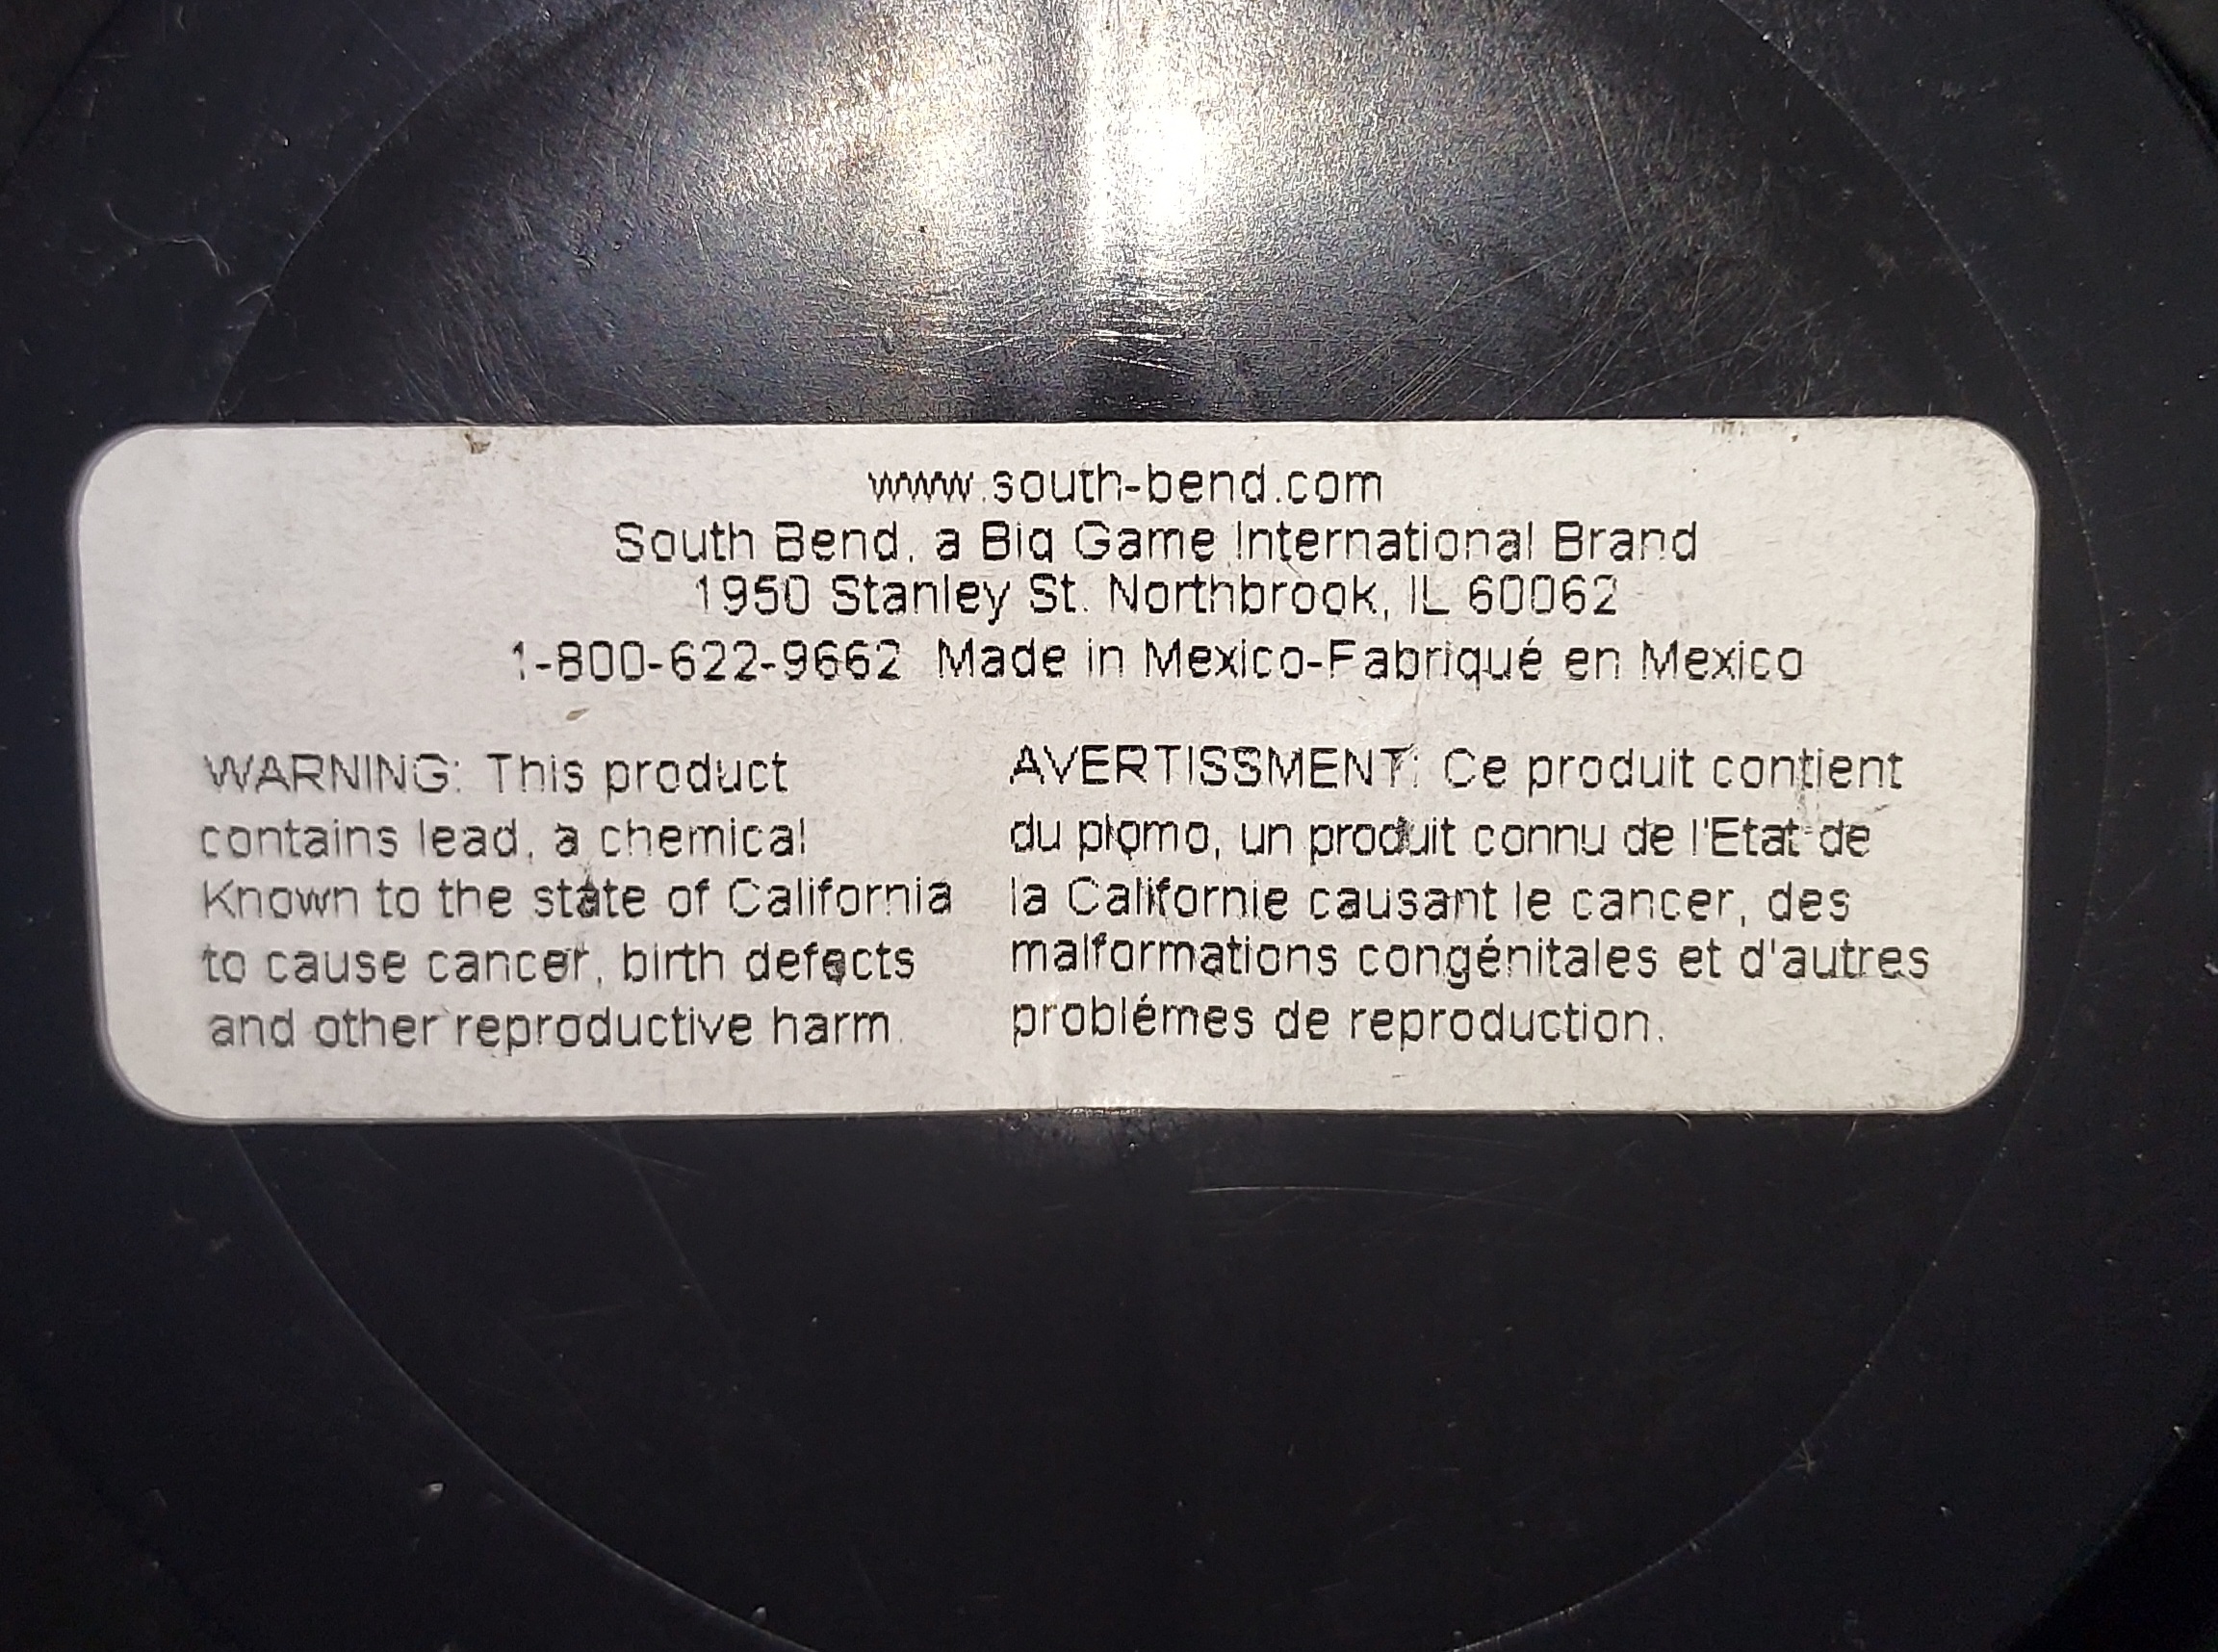 www.south-bend.com
South Bend, a Big Game International Brand
1950 Stanley St. Northbrook, IL 60062
1-800-622-9662 Made in Mexico-Fabriqué en Mexico
WARNING: This product
contains lead, a chemical
Known to the state of California
to cause cancer, birth defects
and other reproductive harm.
AVERTISSMENT: Ce produit contient
du plomo, un produit connu de l'Etat de
la Californie causant le cancer, des
malformations congénitales et d'autres
problémes de reproduction.